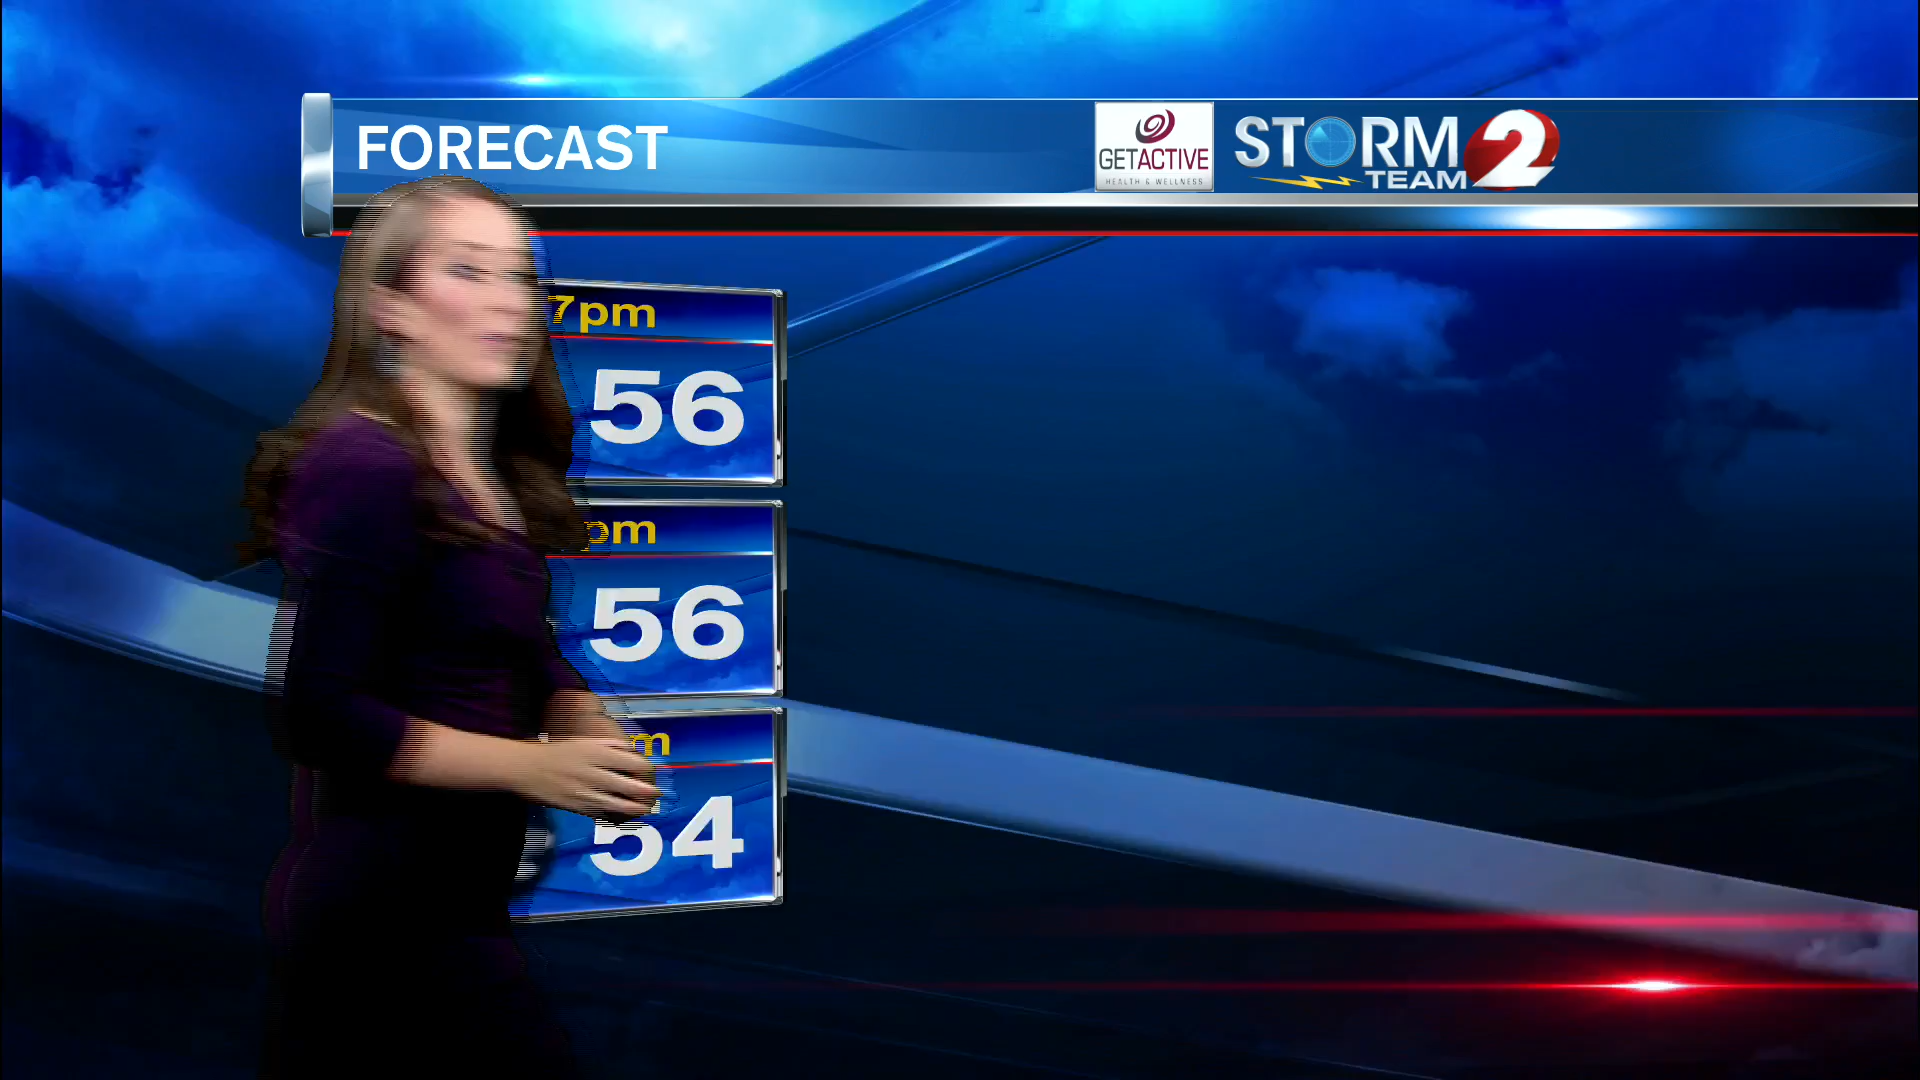 FORECAST
GETACTIVE
HEALTH & WELLNESS
STORM
TEAM 2
7pm
56
pm
56
m
54